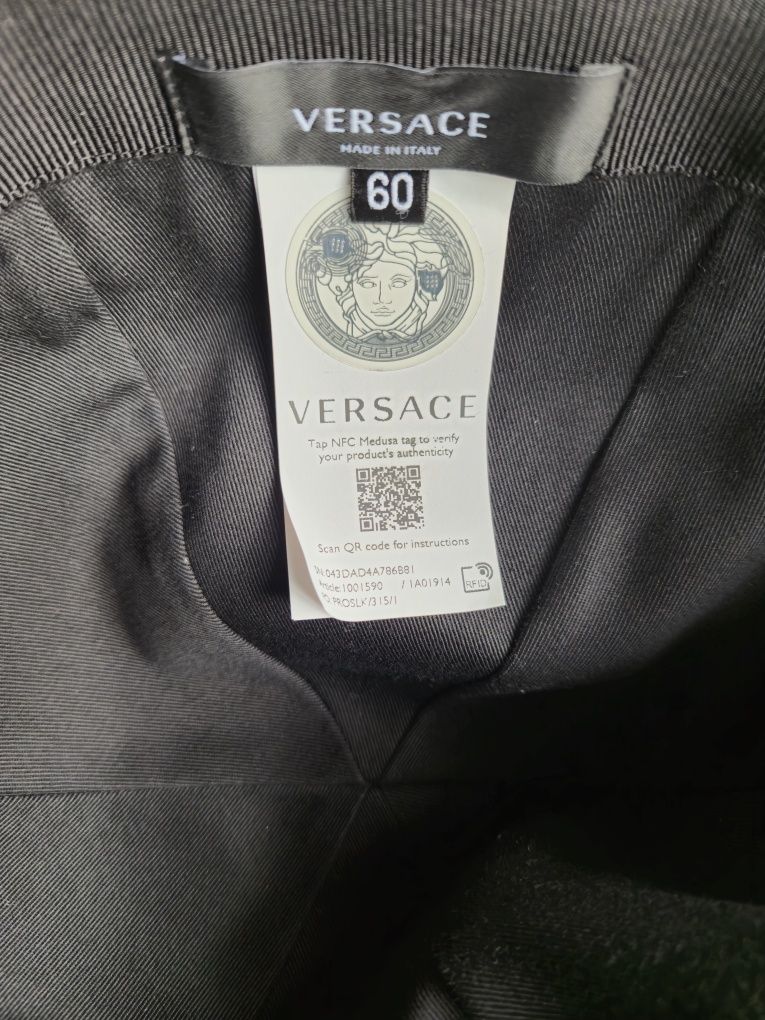 VERSACE
MADE IN ITALY
60
VERSACE
Tap NFC Medusa tag to verify
your product's authenticity
Scan QR code for instructions
SN:043DAD4A786B81
Article:1001590 / 1A01914
PROSLK/315/1
RFID